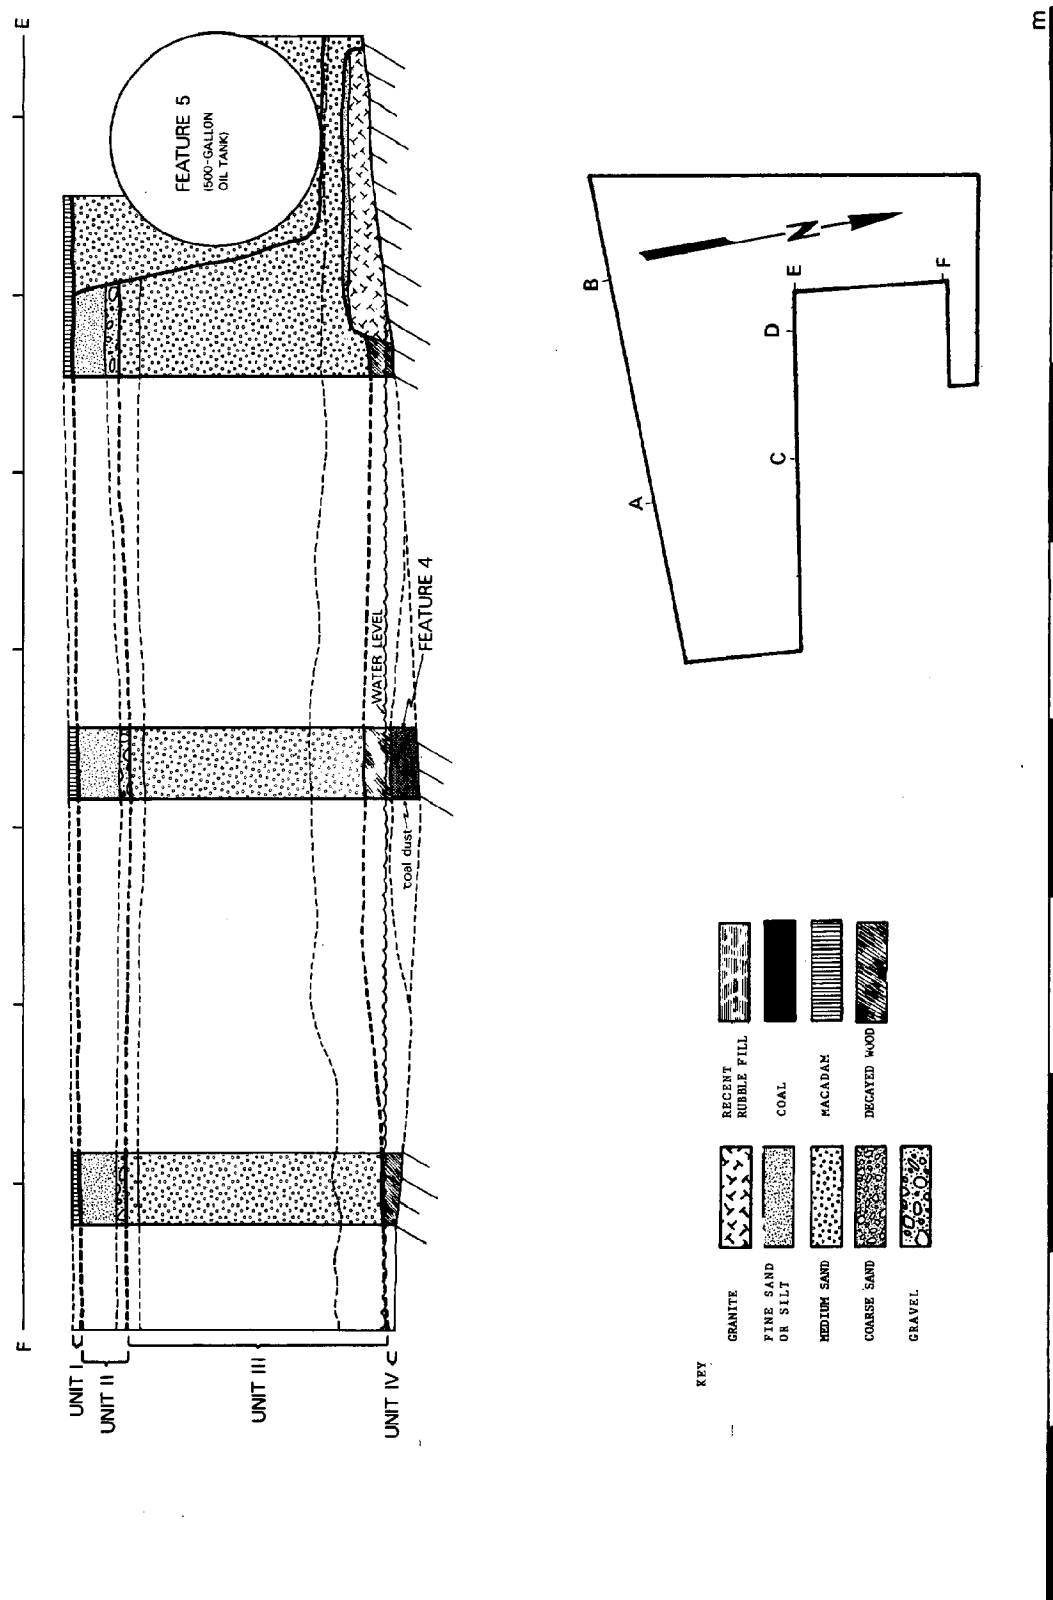 F
E
UNIT I
UNIT II
UNIT III
UNIT IV
FEATURE 5
(500-GALLON
OIL TANK)
WATER LEVEL
FEATURE 4
coal dust
KEY
GRANITE
FINE SAND
OR SILT
MEDIUM SAND
COARSE SAND
GRAVEL
RECENT
RUBBLE FILL
COAL
MACADAM
DECAYED WOOD
A
B
C
D
E
F
N
m